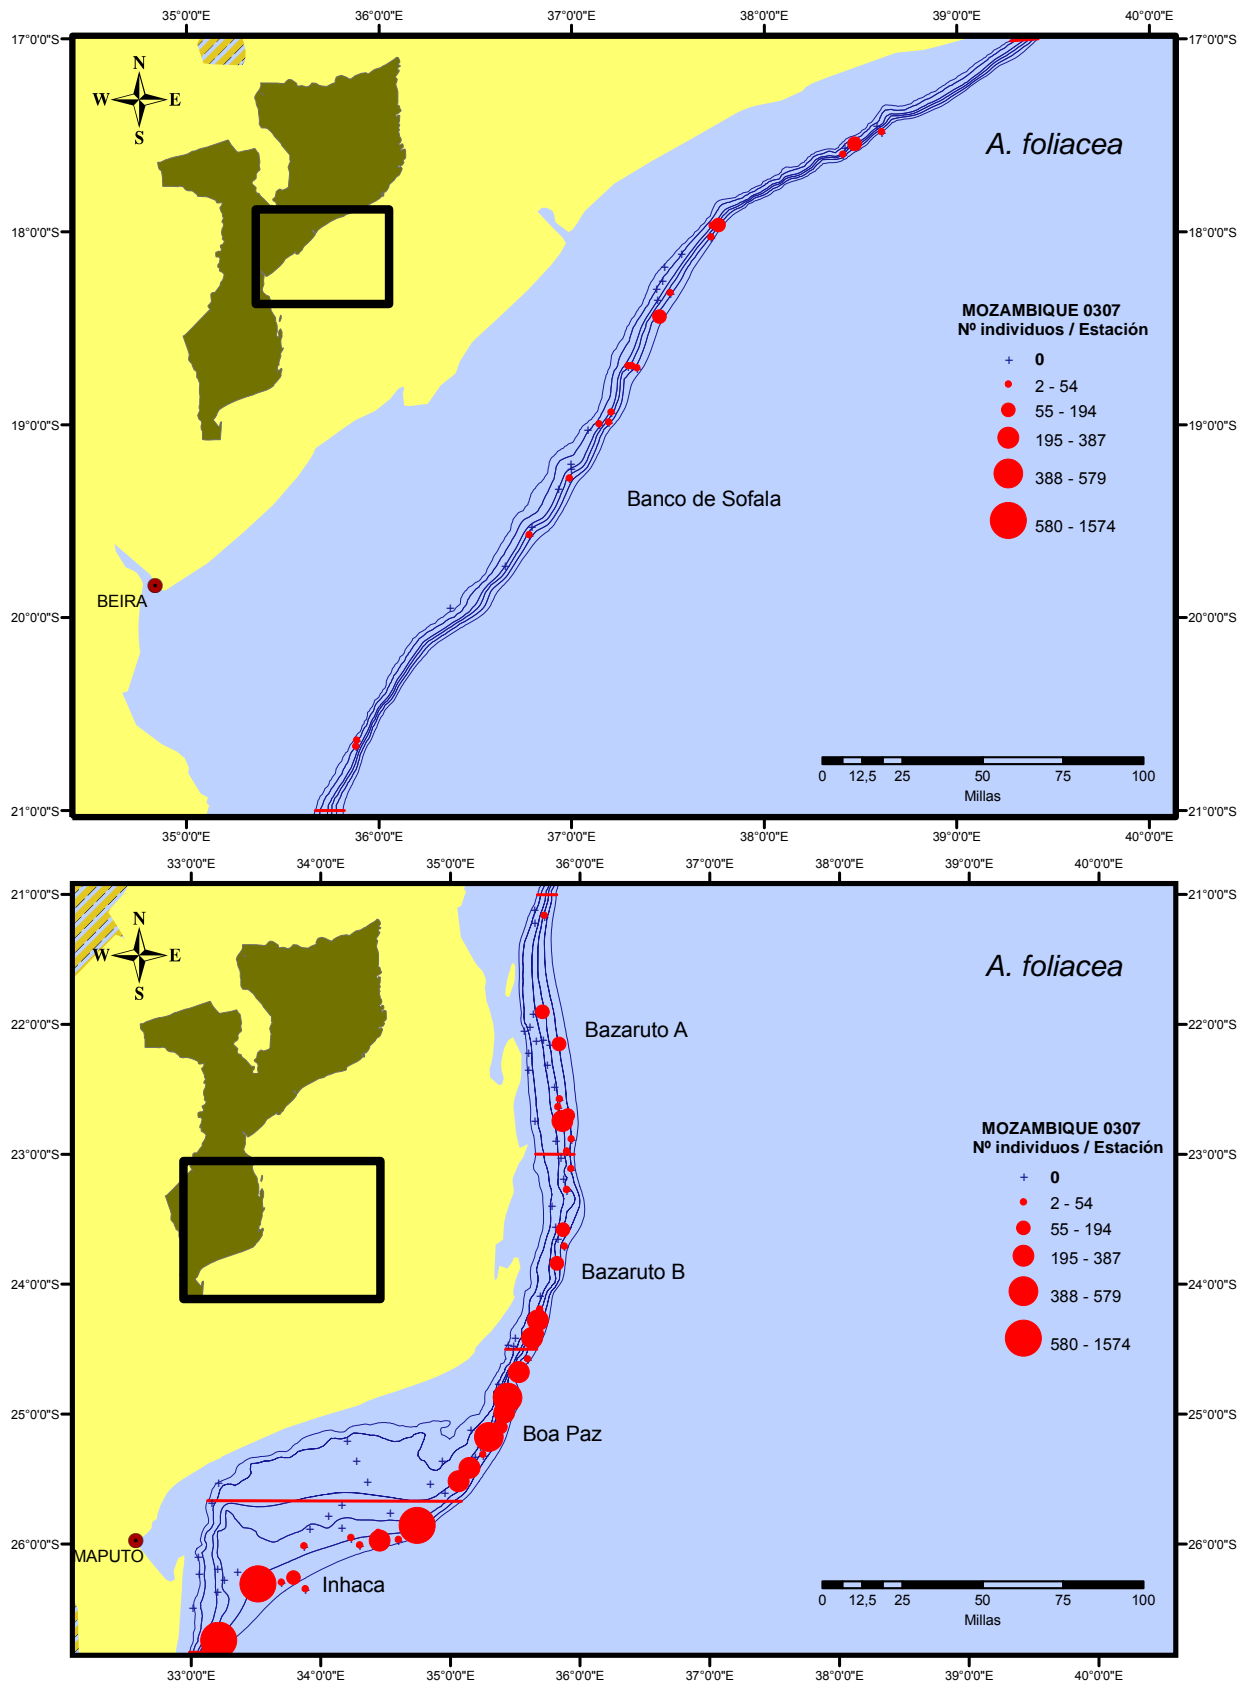 35°0'0"E 36°0'0"E 37°0'0"E 38°0'0"E 39°0'0"E 40°0'0"E
17°0'0"S 17°0'0"S
N
W E
S
A. foliacea
18°0'0"S 18°0'0"S
MOZAMBIQUE 0307
Nº individuos / Estación
0
2 - 54
55 - 194
195 - 387
388 - 579
580 - 1574
19°0'0"S 19°0'0"S
Banco de Sofala
BEIRA
20°0'0"S 20°0'0"S
0 12,5 25 50 75 100
Millas
21°0'0"S 21°0'0"S
35°0'0"E 36°0'0"E 37°0'0"E 38°0'0"E 39°0'0"E 40°0'0"E
33°0'0"E 34°0'0"E 35°0'0"E 36°0'0"E 37°0'0"E 38°0'0"E 39°0'0"E 40°0'0"E
21°0'0"S 21°0'0"S
N
W E
S
A. foliacea
22°0'0"S 22°0'0"S
Bazaruto A
MOZAMBIQUE 0307
Nº individuos / Estación
0
2 - 54
55 - 194
195 - 387
388 - 579
580 - 1574
23°0'0"S 23°0'0"S
Bazaruto B
24°0'0"S 24°0'0"S
25°0'0"S 25°0'0"S
Boa Paz
26°0'0"S 26°0'0"S
MAPUTO
Inhaca
0 12,5 25 50 75 100
Millas
33°0'0"E 34°0'0"E 35°0'0"E 36°0'0"E 37°0'0"E 38°0'0"E 39°0'0"E 40°0'0"E